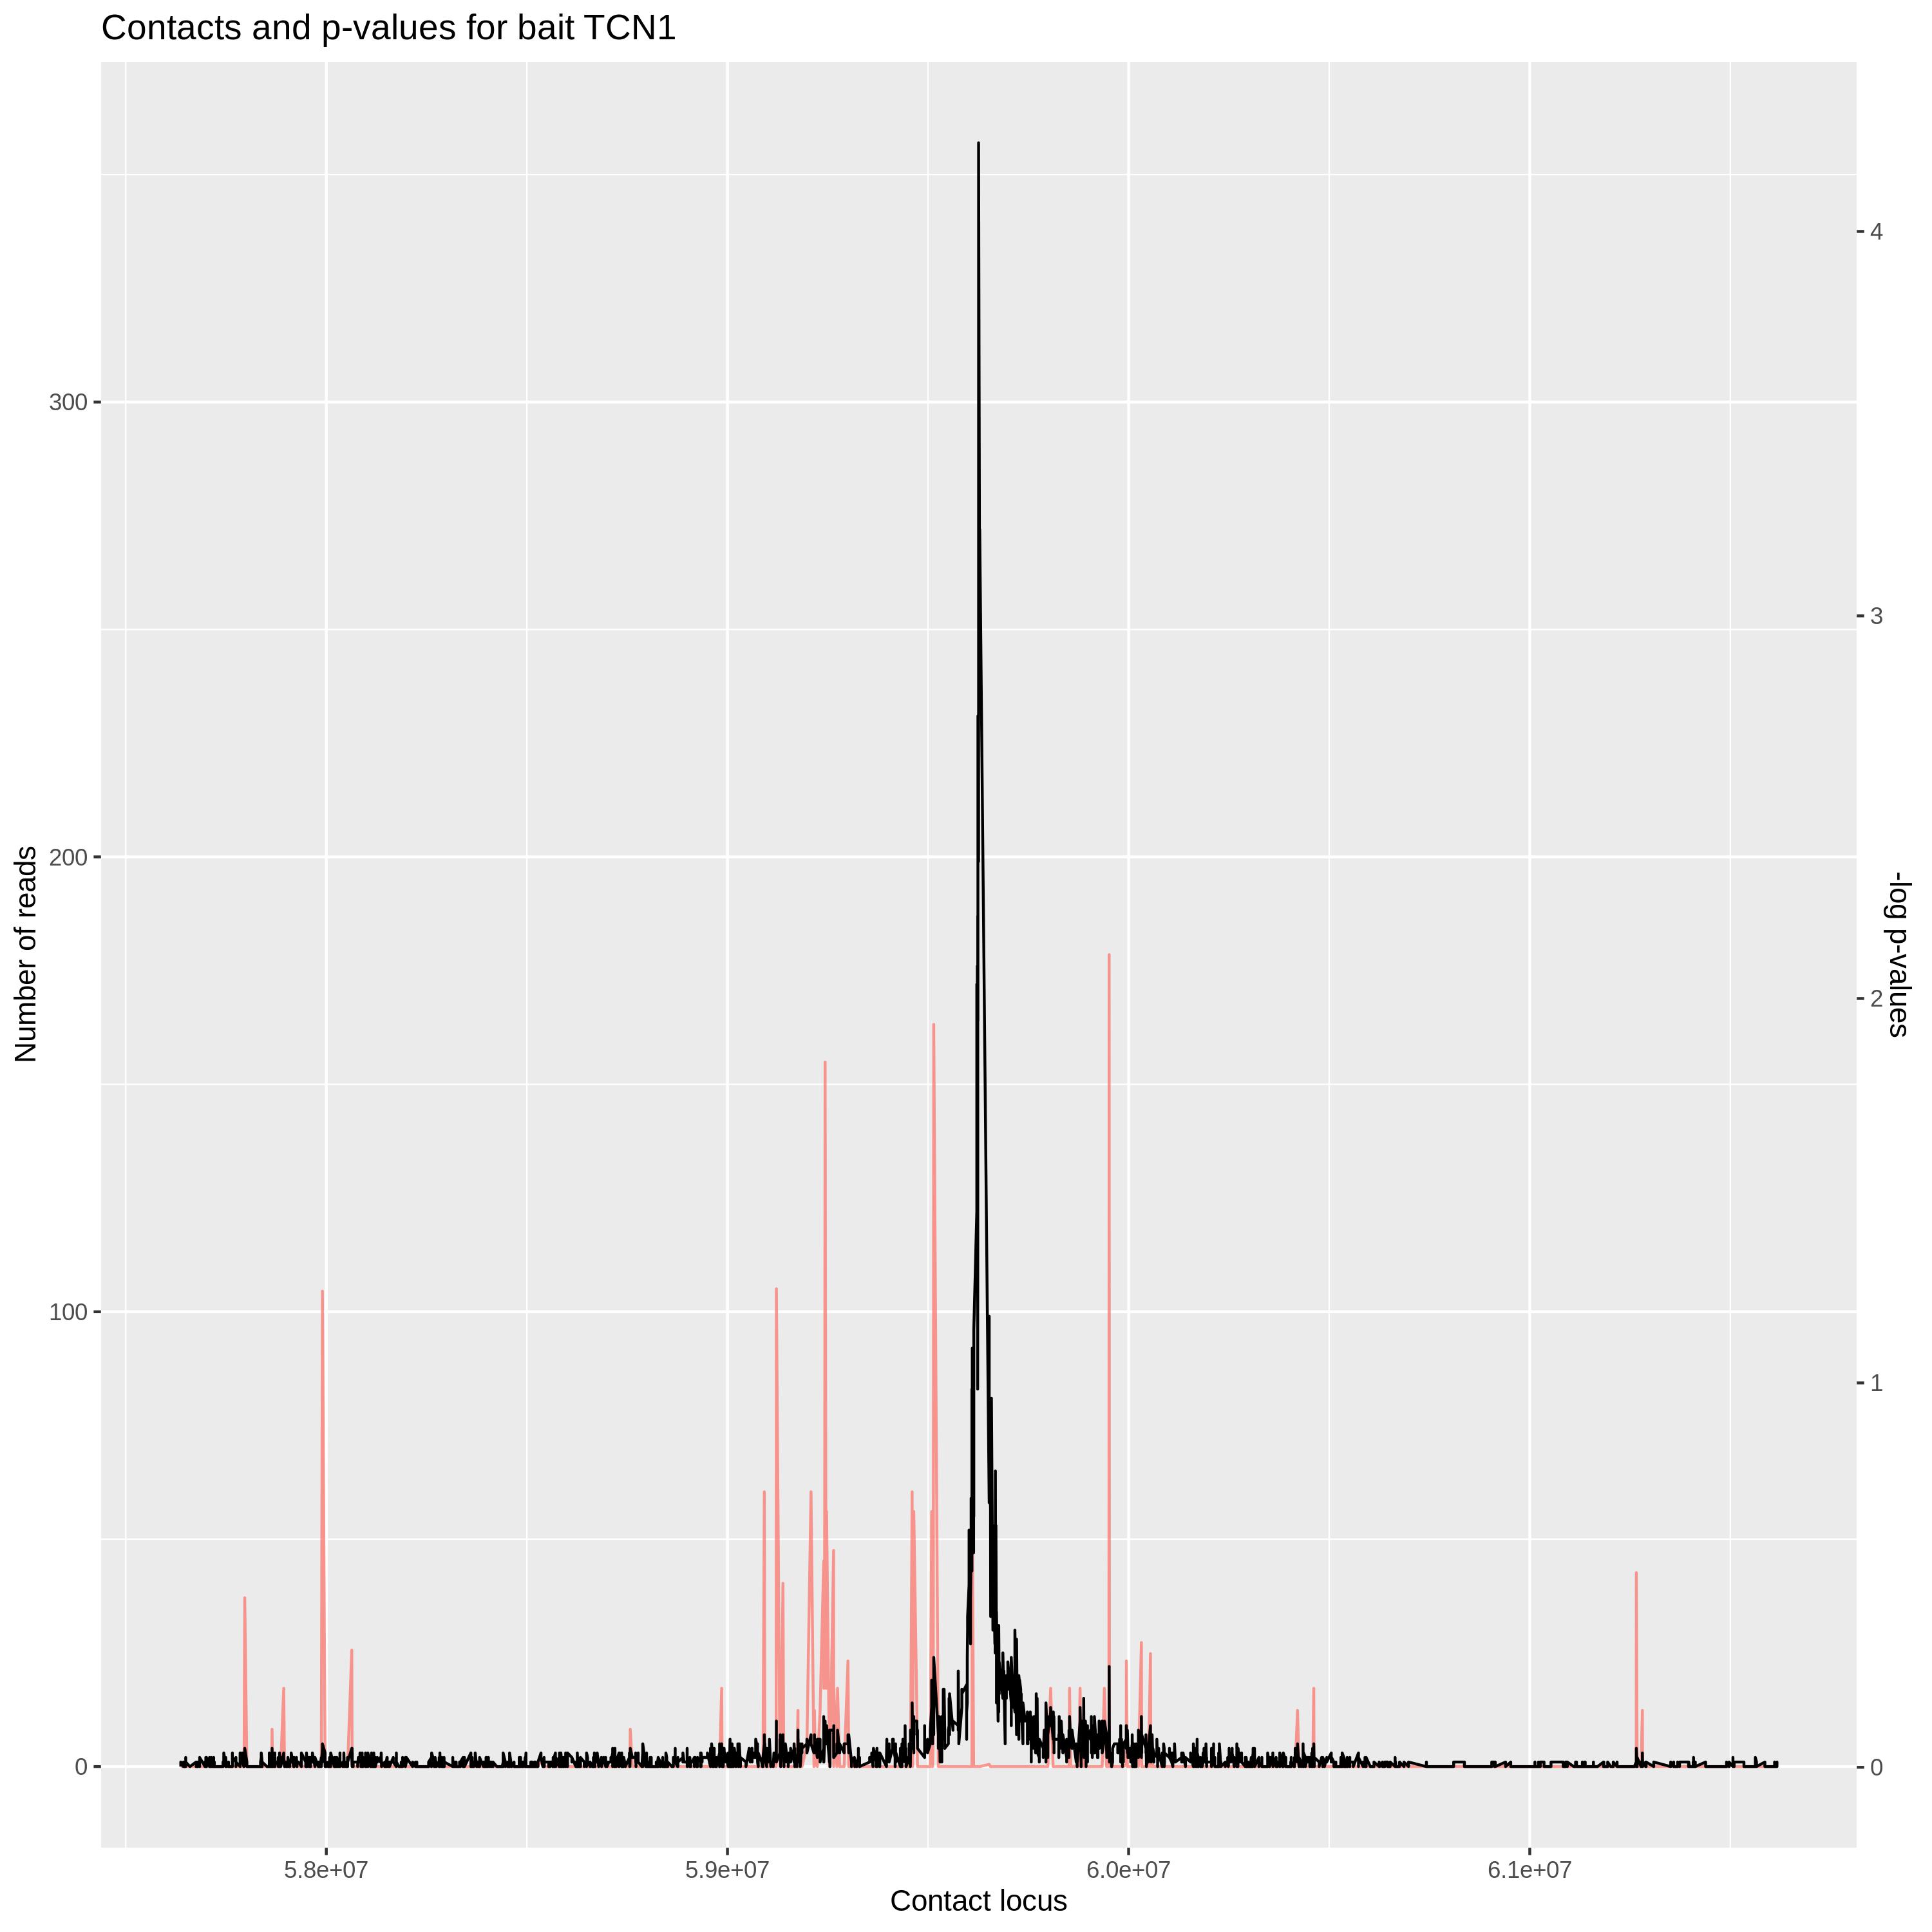 Contacts and p-values for bait TCN1
Number of reads
300
200
100
0
4
3
2
1
0
-log p-values
5.8e+07
5.9e+07
6.0e+07
6.1e+07
Contact locus